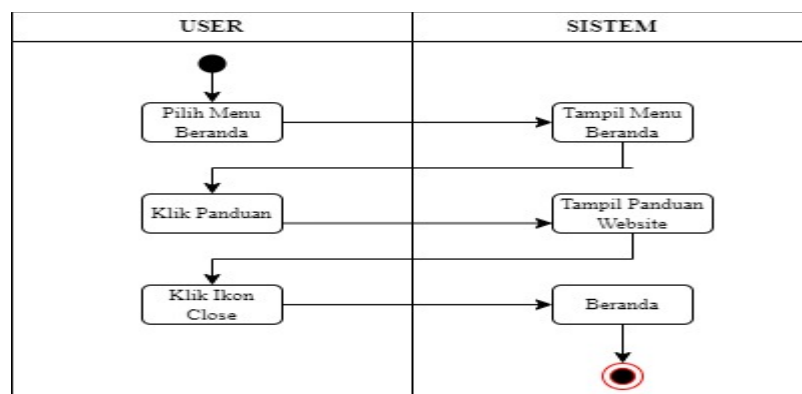 USER
SISTEM
Pilih Menu
Beranda
Tampil Menu
Beranda
Klik Panduan
Tampil Panduan
Website
Klik Ikon
Close
Beranda